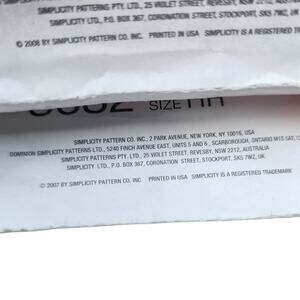 SIMPLICITY PATTERNS PTY. LTD., 25 VIOLET STREET, REVESBY, NSW 2212, AUSTRALIA
SIMPLICITY LTD., P.O. BOX 367, CORONATION STREET, STOCKPORT, SK5 7WZ, UK
© 2008 BY SIMPLICITY PATTERN CO. INC. PRINTED IN USA SIMPLICITY IS A REGISTERED
SIZE
SIMPLICITY PATTERN CO. INC., 2 PARK AVENUE, NEW YORK, NY 10016, USA
DOMINION SIMPLICITY PATTERNS LTD., 5240 FINCH AVENUE EAST, UNITS 5 AND 6, SCARBOROUGH, ONTARIO M1S
SIMPLICITY PATTERNS PTY. LTD., 25 VIOLET STREET, REVESBY, NSW 2212, AUSTRALIA
SIMPLICITY LTD., P.O. BOX 367, CORONATION STREET, STOCKPORT, SK5 7WZ, UK
© 2007 BY SIMPLICITY PATTERN CO. INC. PRINTED IN USA SIMPLICITY IS A REGISTERED TRADEMARK